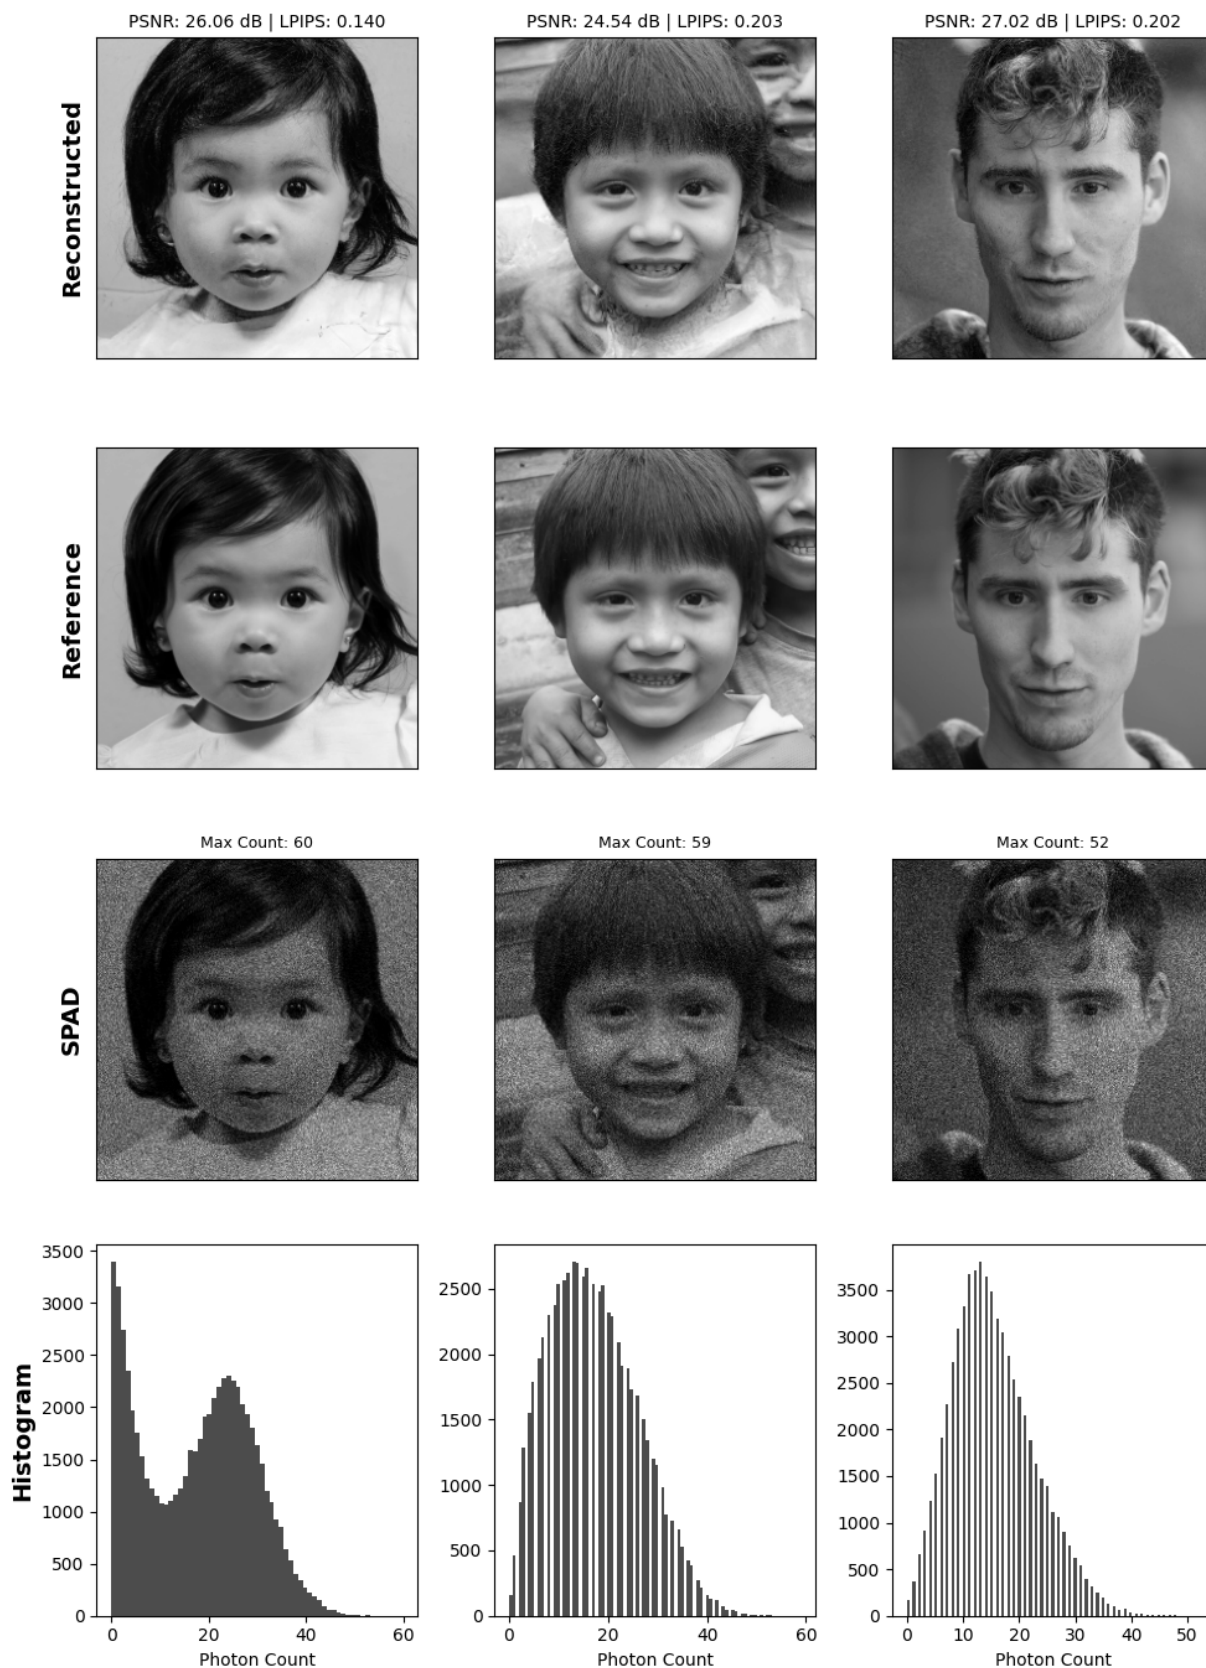 PSNR: 26.06 dB | LPIPS: 0.140
PSNR: 24.54 dB | LPIPS: 0.203
PSNR: 27.02 dB | LPIPS: 0.202
Reconstructed
Reference
Max Count: 60
Max Count: 59
Max Count: 52
SPAD
Histogram
3500
3000
2500
2000
1500
1000
500
0
0 20 40 60
Photon Count
2500
2000
1500
1000
500
0
0 20 40 60
Photon Count
3500
3000
2500
2000
1500
1000
500
0
0 10 20 30 40 50
Photon Count